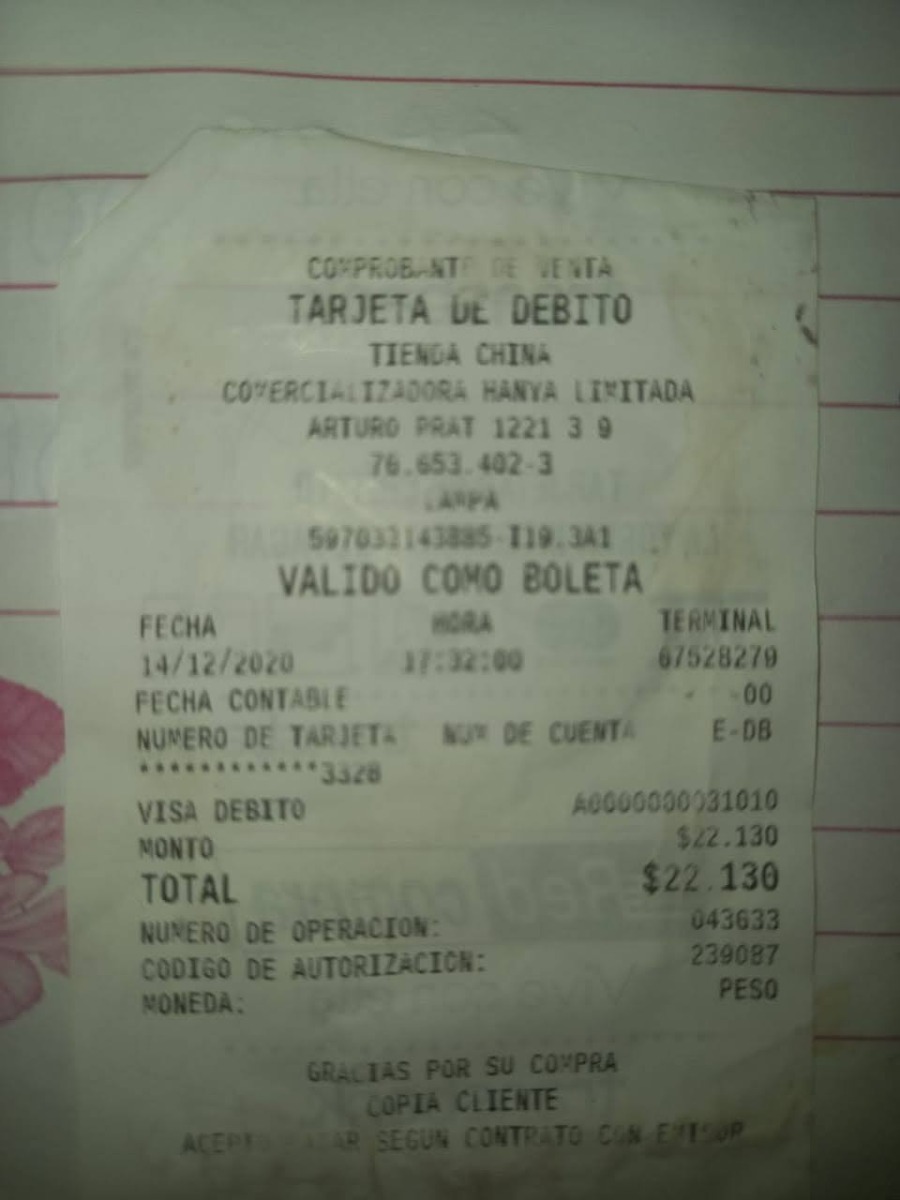 COMPROBANTE DE VENTA
TARJETA DE DEBITO
TIENDA CHINA
COMERCIALIZADORA HANYA LIMITADA
ARTURO PRAT 1221 3 9
76.653.402-3
LAMPA
597032143885-I19.3A1
VALIDO COMO BOLETA
FECHA HORA TERMINAL
14/12/2020 17:32:00 67528279
FECHA CONTABLE - -00
NUMERO DE TARJETA NUM DE CUENTA E-DB
************3328
VISA DEBITO A0000000031010
MONTO $22.130
TOTAL $22.130
NUMERO DE OPERACION: 043633
CODIGO DE AUTORIZACION: 239087
MONEDA: PESO
GRACIAS POR SU COMPRA
COPIA CLIENTE
ACEPTO SEGUN CONTRATO CON EMISOR